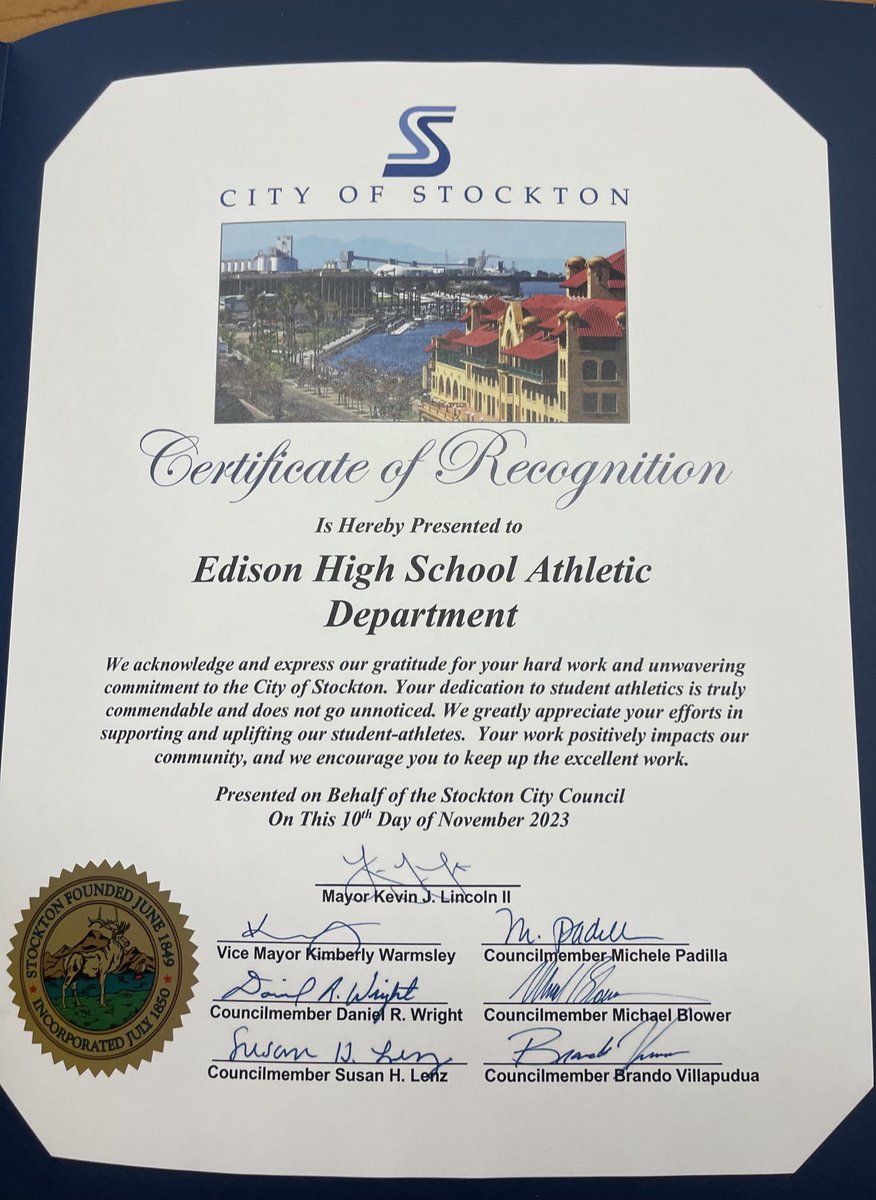 CITY OF STOCKTON
Certificate of Recognition
Is Hereby Presented to
Edison High School Athletic
Department
We acknowledge and express our gratitude for your hard work and unwavering
commitment to the City of Stockton. Your dedication to student athletics is truly
commendable and does not go unnoticed. We greatly appreciate your efforts in
supporting and uplifting our student-athletes. Your work positively impacts our
community, and we encourage you to keep up the excellent work.
Presented on Behalf of the Stockton City Council
On This 10th Day of November 2023
Mayor Kevin J. Lincoln II
M. Padill
Vice Mayor Kimberly Warmsley
Councilmember Michele Padilla
Daniel R. Wright
Councilmember Daniel R. Wright
Councilmember Michael Blower
Susan H. Lenz
Councilmember Susan H. Lenz
Councilmember Brando Villapudua
STOCKTON FOUNDED JUNE 1849
INCORPORATED JULY 1850